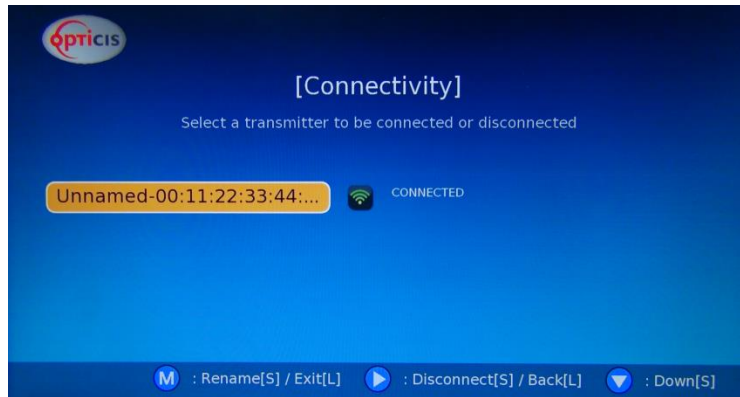 OPTICIS
[Connectivity]
Select a transmitter to be connected or disconnected
Unnamed-00:11:22:33:44:... CONNECTED
M : Rename[S] / Exit[L] : Disconnect[S] / Back[L] : Down[S]